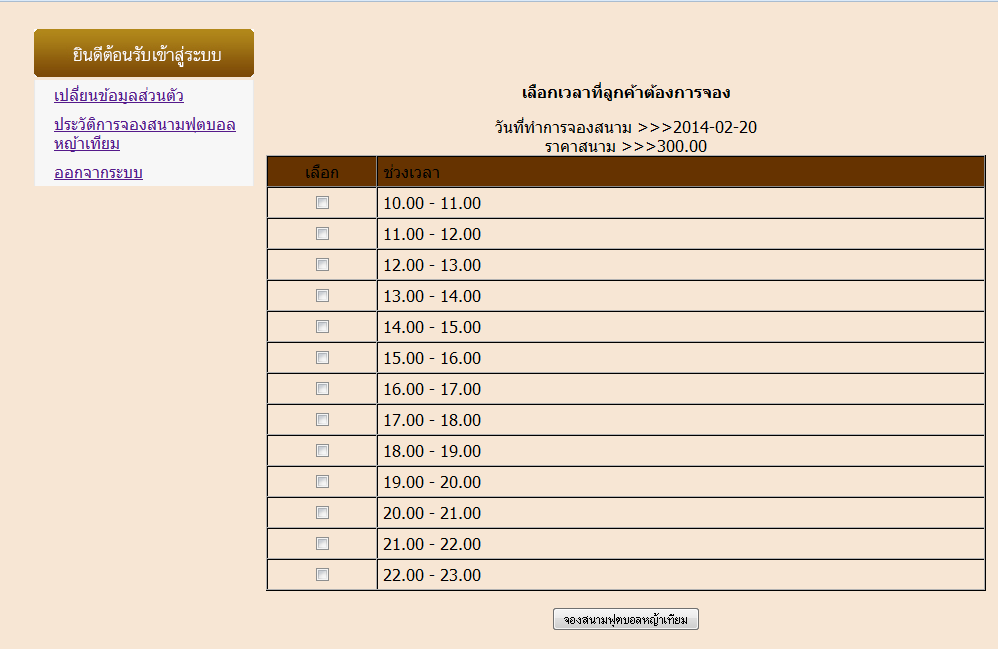 ยินดีต้อนรับเข้าสู่ระบบ
เปลี่ยนข้อมูลส่วนตัว
ประวัติการจองสนามฟุตบอล
หญ้าเทียม
ออกจากระบบ
เลือกเวลาที่ลูกค้าต้องการจอง
วันที่ทำการจองสนาม >>>2014-02-20
ราคาสนาม >>>300.00
เลือก ช่วงเวลา
10.00 - 11.00
11.00 - 12.00
12.00 - 13.00
13.00 - 14.00
14.00 - 15.00
15.00 - 16.00
16.00 - 17.00
17.00 - 18.00
18.00 - 19.00
19.00 - 20.00
20.00 - 21.00
21.00 - 22.00
22.00 - 23.00
จองสนามฟุตบอลหญ้าเทียม